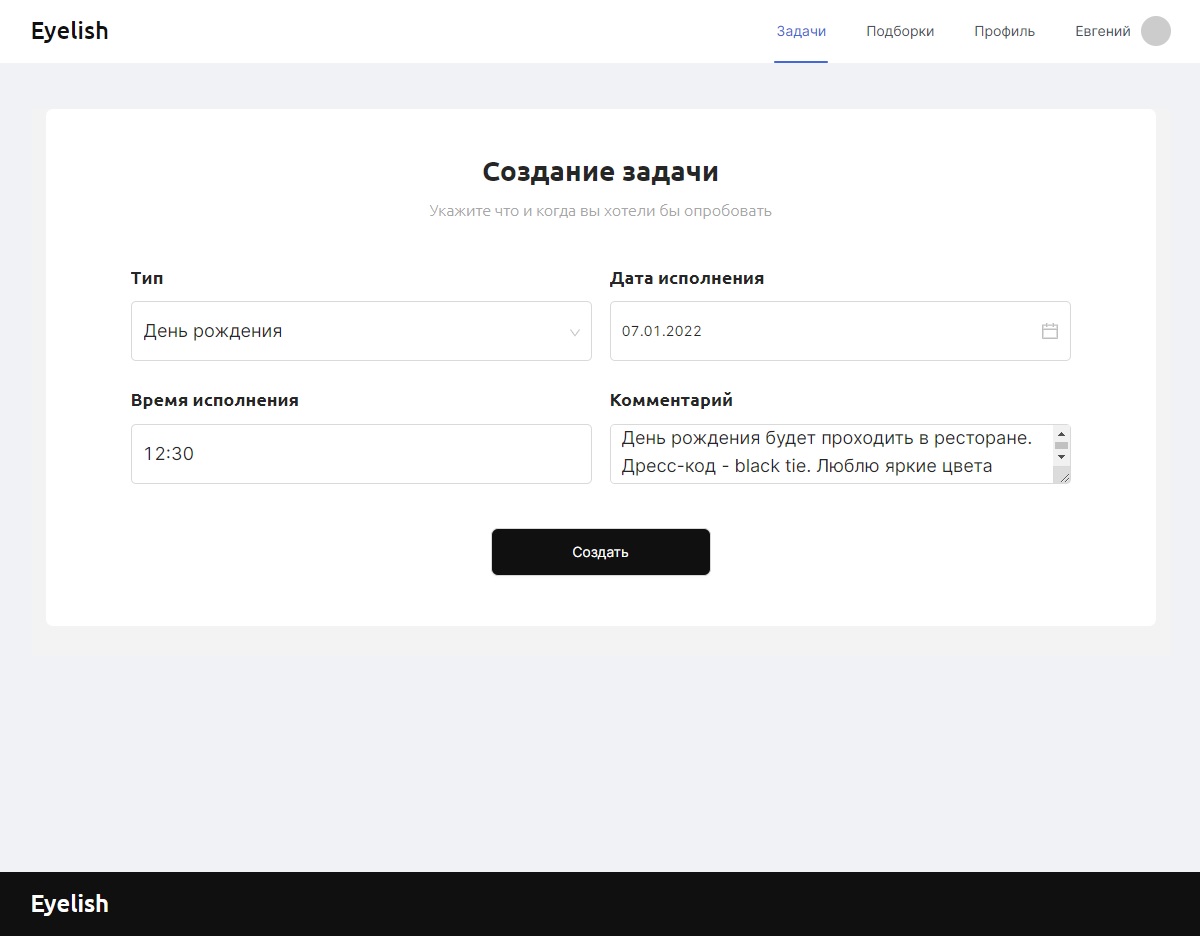 Eyelish
Задачи
Подборки
Профиль
Евгений
Создание задачи
Укажите что и когда вы хотели бы опробовать
Тип
Дата исполнения
День рождения
07.01.2022
Время исполнения
Комментарий
12:30
День рождения будет проходить в ресторане.
Дресс-код - black tie. Люблю яркие цвета
Создать
Eyelish